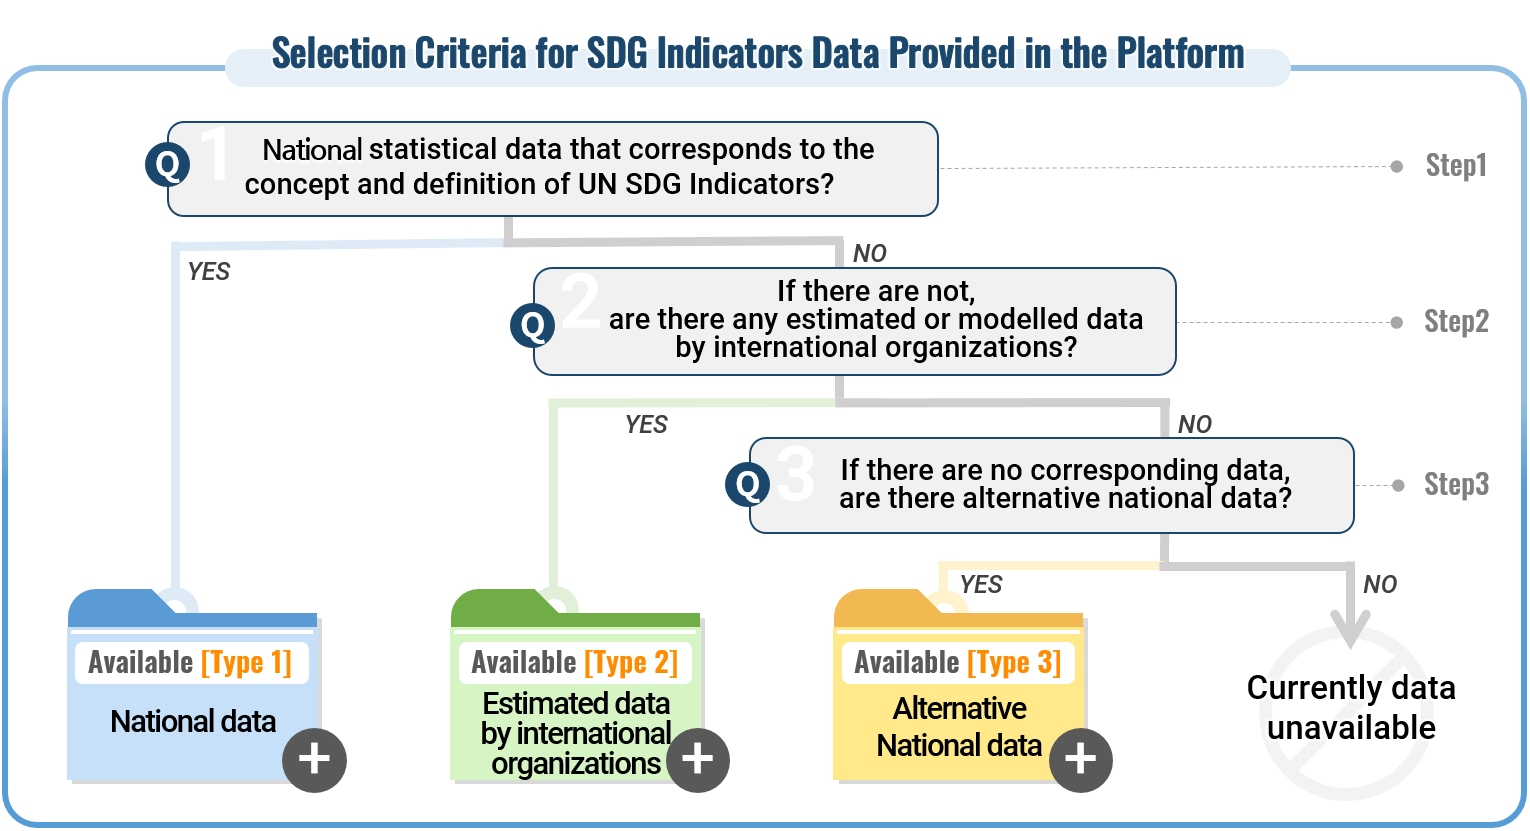 Selection Criteria for SDG Indicators Data Provided in the Platform
Q 1 National statistical data that corresponds to the
concept and definition of UN SDG Indicators?
Step1
YES
NO
Q 2 If there are not,
are there any estimated or modelled data
by international organizations?
Step2
YES
NO
Q 3 If there are no corresponding data,
are there alternative national data?
Step3
YES
NO
Available [Type 1]
National data
+
Available [Type 2]
Estimated data
by international
organizations
+
Available [Type 3]
Alternative
National data
+
Currently data
unavailable